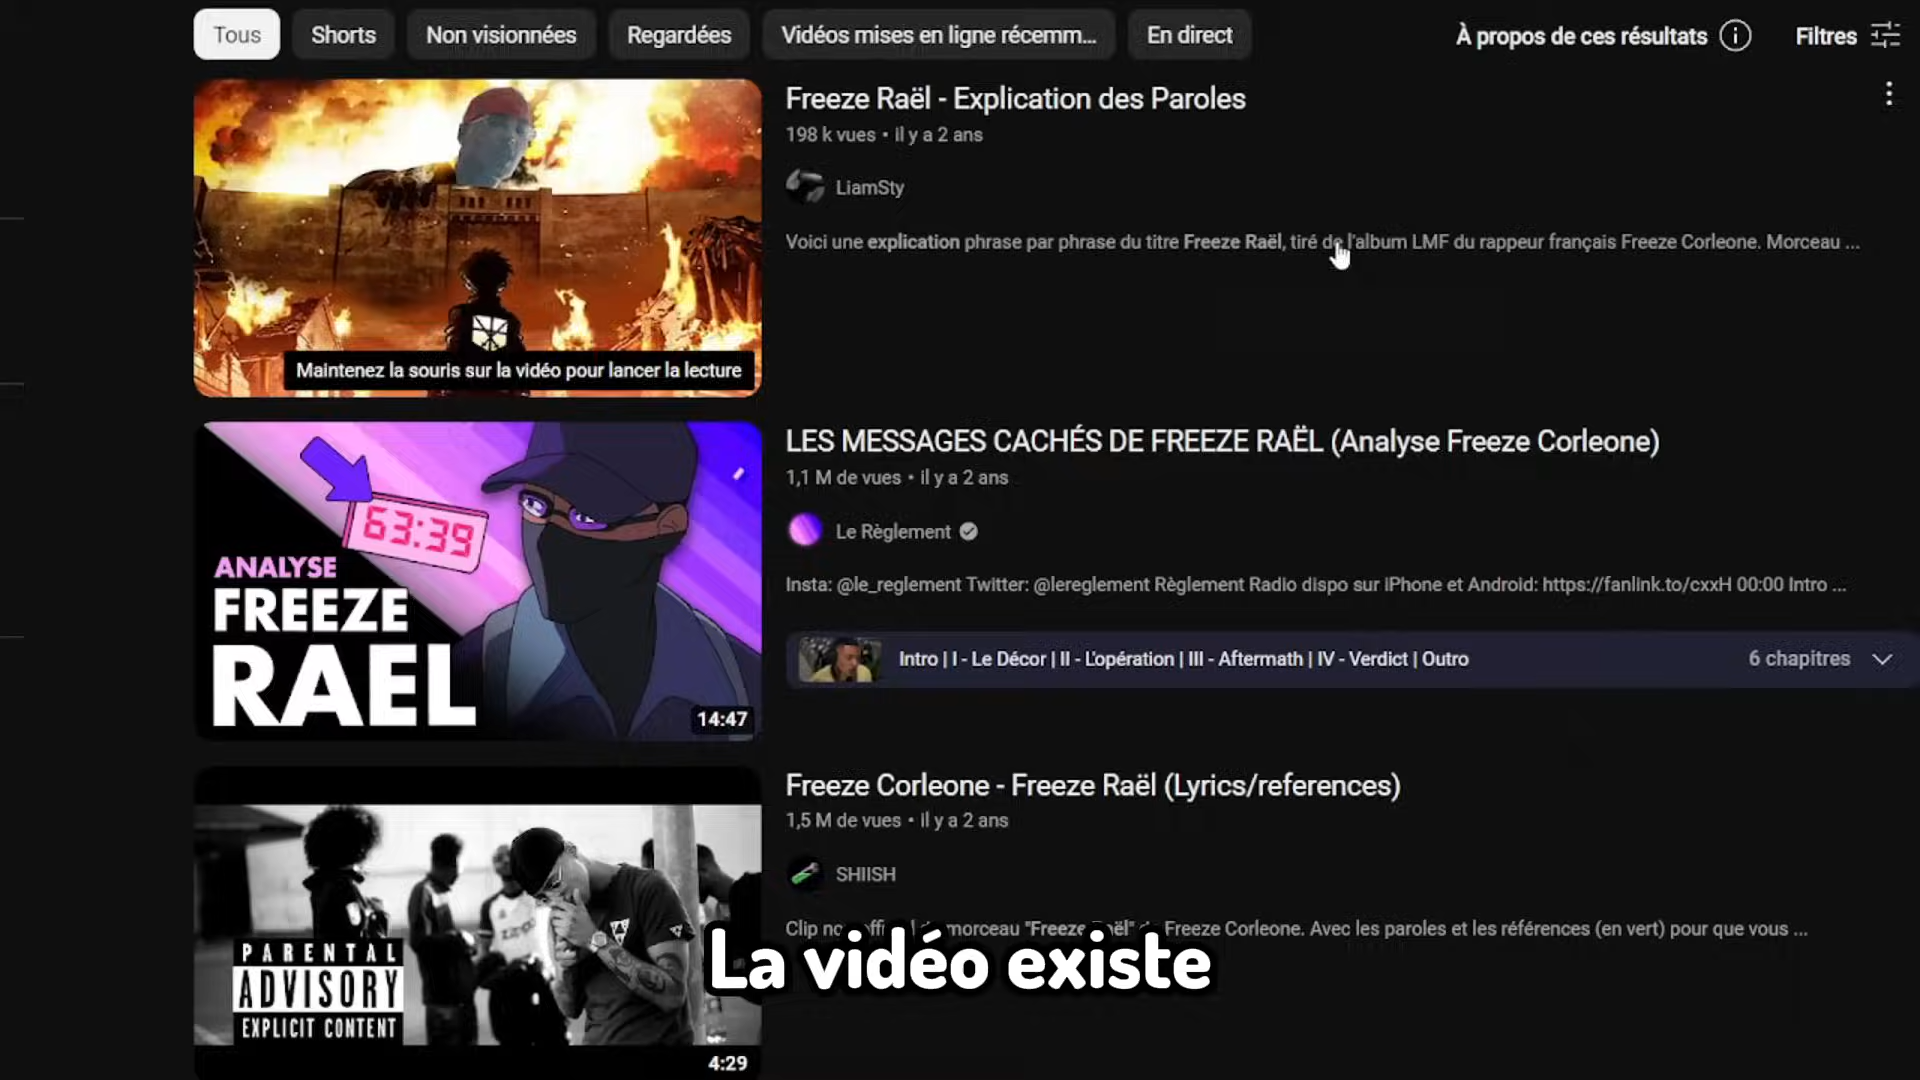 Tous
Shorts
Non visionnées
Regardées
Vidéos mises en ligne récemm...
En direct
À propos de ces résultats
Filtres
Freeze Raël - Explication des Paroles
198 k vues • il y a 2 ans
LiamSty
Voici une explication phrase par phrase du titre Freeze Raël, tiré de l'album LMF du rappeur français Freeze Corleone. Morceau ...
Maintenez la souris sur la vidéo pour lancer la lecture
63:39
ANALYSE
FREEZE
RAEL
14:47
LES MESSAGES CACHÉS DE FREEZE RAËL (Analyse Freeze Corleone)
1,1 M de vues • il y a 2 ans
Le Règlement
Insta: @le_reglement Twitter: @lereglement Règlement Radio dispo sur iPhone et Android: https://fanlink.to/cxxH 00:00 Intro ...
Intro | I - Le Décor | II - L'opération | III - Aftermath | IV - Verdict | Outro
6 chapitres
PARENTAL
ADVISORY
EXPLICIT CONTENT
4:29
Freeze Corleone - Freeze Raël (Lyrics/references)
1,5 M de vues • il y a 2 ans
SHIISH
Clip morceau "Freeze Raël" Freeze Corleone. Avec les paroles et les références (en vert) pour que vous ...
La vidéo existe